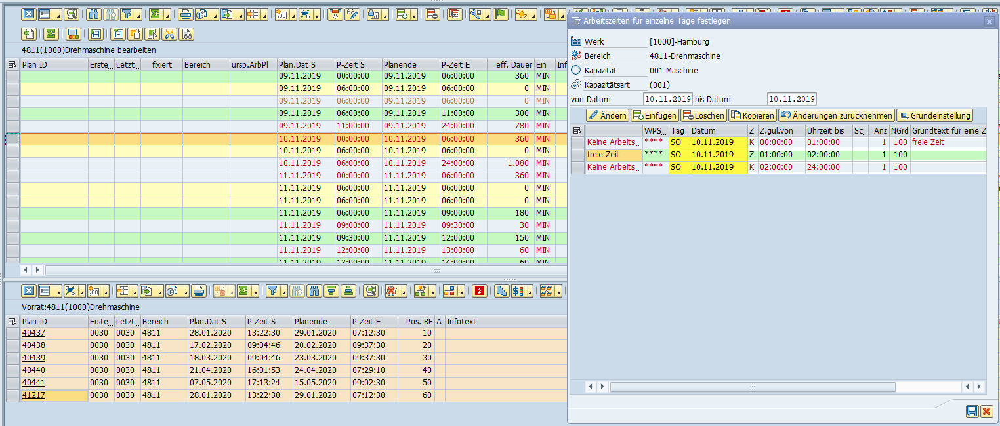 Arbeitszeiten für einzelne Tage festlegen
4811(1000)Drehmaschine bearbeiten
Plan ID Erste... Letzt... fixiert Bereich ursp.ArbPl Plan.Dat S P-Zeit S Planende P-Zeit E eff. Dauer Ein... Inf
09.11.2019 00:00:00 09.11.2019 06:00:00 360 MIN
09.11.2019 06:00:00 09.11.2019 06:00:00 0 MIN
09.11.2019 06:00:00 09.11.2019 06:00:00 0 MIN
09.11.2019 06:00:00 09.11.2019 11:00:00 300 MIN
09.11.2019 11:00:00 09.11.2019 24:00:00 780 MIN
10.11.2019 00:00:00 10.11.2019 06:00:00 360 MIN
10.11.2019 06:00:00 10.11.2019 06:00:00 0 MIN
10.11.2019 06:00:00 10.11.2019 24:00:00 1.080 MIN
11.11.2019 00:00:00 11.11.2019 06:00:00 360 MIN
11.11.2019 06:00:00 11.11.2019 06:00:00 0 MIN
11.11.2019 06:00:00 11.11.2019 06:00:00 0 MIN
11.11.2019 06:00:00 11.11.2019 09:00:00 180 MIN
11.11.2019 09:00:00 11.11.2019 09:30:00 30 MIN
11.11.2019 09:30:00 11.11.2019 12:00:00 150 MIN
11.11.2019 12:00:00 11.11.2019 13:00:00 60 MIN
11.11.2019 13:00:00 11.11.2019 14:00:00 60 MIN
Vorrat:4811(1000)Drehmaschine
Plan ID Erste... Letzt... Bereich Plan.Dat S P-Zeit S Planende P-Zeit E Pos. RF A Infotext
40437 0030 0030 4811 28.01.2020 13:22:30 29.01.2020 07:12:30 10
40438 0030 0030 4811 17.02.2020 09:04:46 20.02.2020 09:37:30 20
40439 0030 0030 4811 18.03.2020 09:04:46 23.03.2020 09:37:30 30
40440 0030 0030 4811 21.04.2020 16:01:53 24.04.2020 07:29:10 40
40441 0030 0030 4811 07.05.2020 17:13:24 15.05.2020 09:02:30 50
41217 0030 0030 4811 28.01.2020 13:22:30 29.01.2020 07:12:30 60
Werk [1000]-Hamburg
Bereich 4811-Drehmaschine
Kapazität 001-Maschine
Kapazitätsart (001)
von Datum 10.11.2019 bis Datum 10.11.2019
Ändern Einfügen Löschen Kopieren Änderungen zurücknehmen Grundeinstellung
WPS... Tag Datum Z Z.gül.von Uhrzeit bis Sc... Anz NGrd Grundtext für eine Z
Keine Arbeits... **** SO 10.11.2019 K 00:00:00 01:00:00 1 100 freie Zeit
freie Zeit **** SO 10.11.2019 Z 01:00:00 02:00:00 1 100
Keine Arbeits... **** SO 10.11.2019 K 02:00:00 24:00:00 1 100